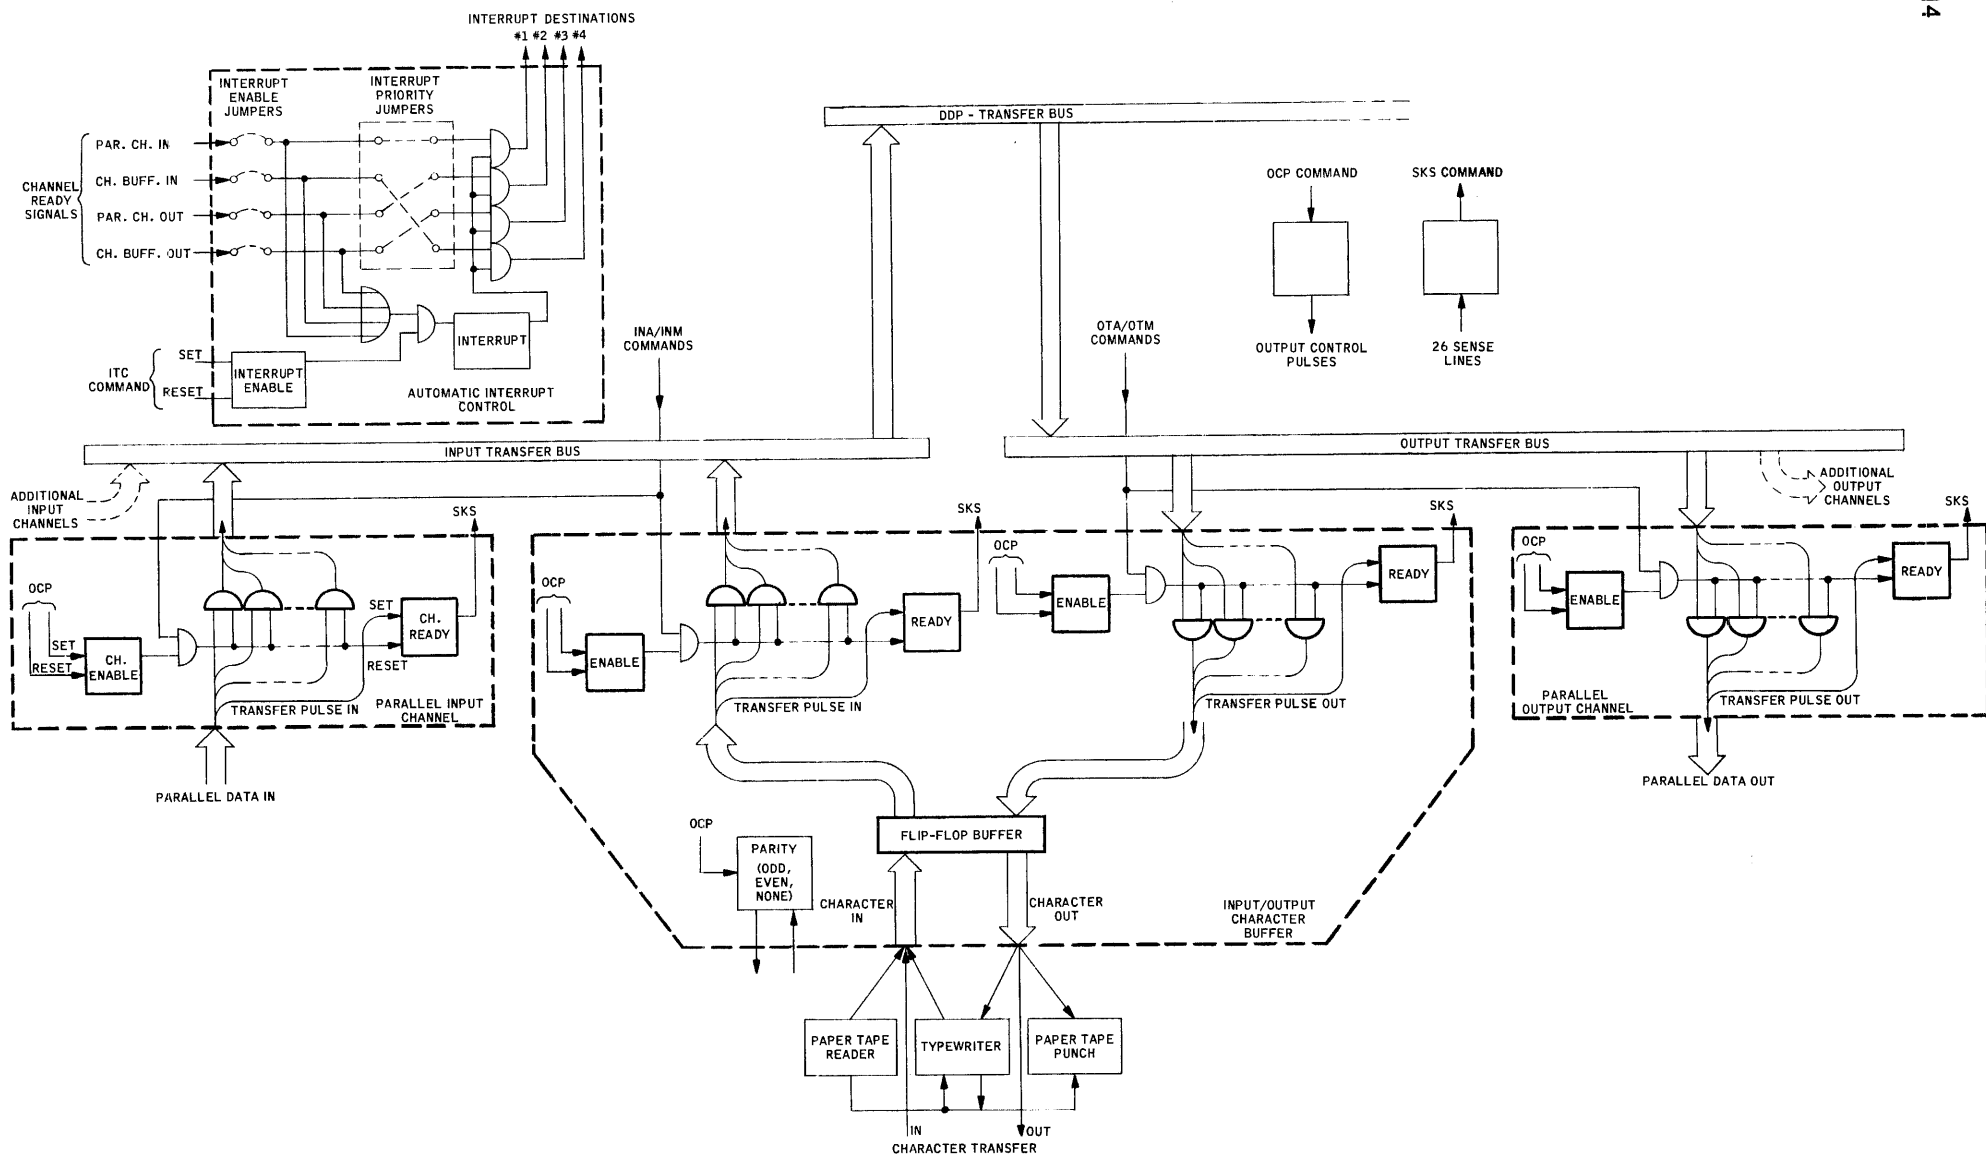 14
INTERRUPT DESTINATIONS
#1 #2 #3 #4
INTERRUPT
ENABLE
JUMPERS
INTERRUPT
PRIORITY
JUMPERS
CHANNEL
READY
SIGNALS
PAR. CH. IN
CH. BUFF. IN
PAR. CH. OUT
CH. BUFF. OUT
ITC
COMMAND
SET
RESET
INTERRUPT
ENABLE
INTERRUPT
AUTOMATIC INTERRUPT
CONTROL
DDP - TRANSFER BUS
OCP COMMAND
OUTPUT CONTROL
PULSES
SKS COMMAND
26 SENSE
LINES
INA/INM
COMMANDS
OTA/OTM
COMMANDS
INPUT TRANSFER BUS
OUTPUT TRANSFER BUS
ADDITIONAL
INPUT
CHANNELS
ADDITIONAL
OUTPUT
CHANNELS
OCP
SET
RESET
CH.
ENABLE
SET
RESET
CH.
READY
SKS
TRANSFER PULSE IN
PARALLEL INPUT
CHANNEL
PARALLEL DATA IN
OCP
ENABLE
READY
SKS
TRANSFER PULSE IN
OCP
ENABLE
READY
SKS
TRANSFER PULSE OUT
OCP
ENABLE
READY
SKS
PARALLEL
OUTPUT CHANNEL
TRANSFER PULSE OUT
PARALLEL DATA OUT
FLIP-FLOP BUFFER
OCP
PARITY
(ODD,
EVEN,
NONE)
CHARACTER
IN
CHARACTER
OUT
INPUT/OUTPUT
CHARACTER
BUFFER
PAPER TAPE
READER
TYPEWRITER
PAPER TAPE
PUNCH
IN
OUT
CHARACTER TRANSFER